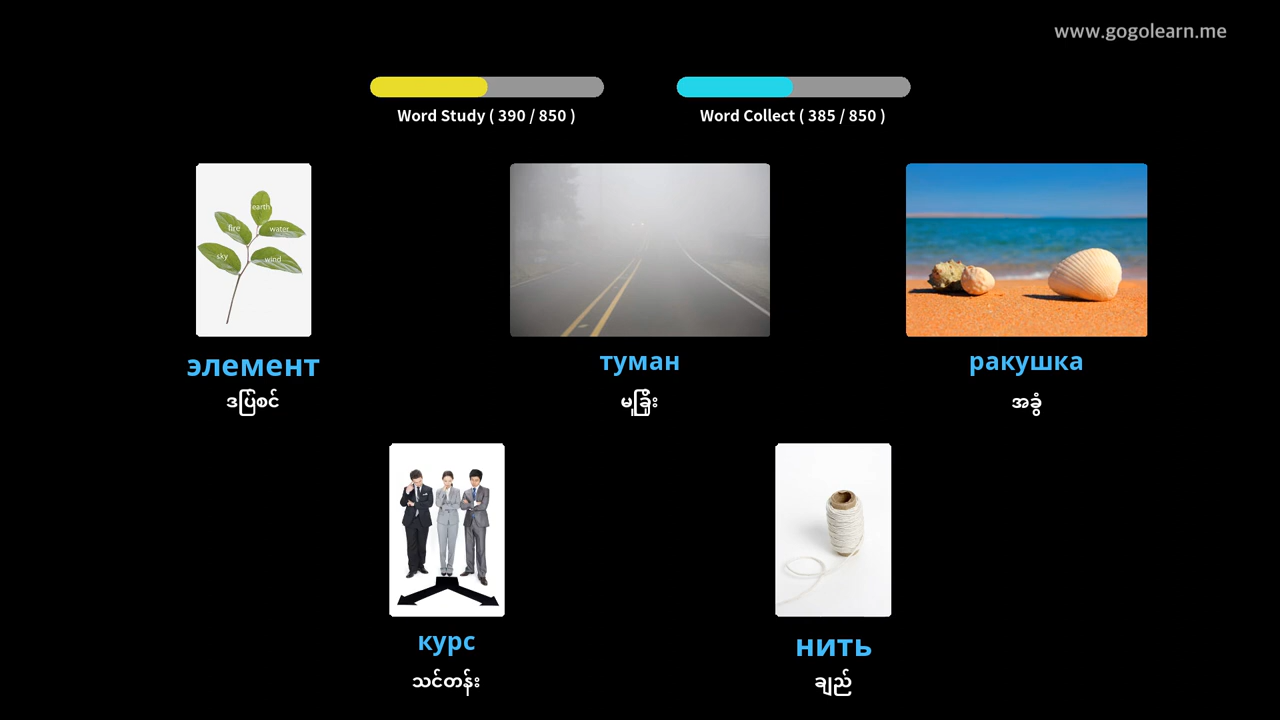 www.gogolearn.me
Word Study ( 390 / 850 )
Word Collect ( 385 / 850 )
earth
fire
water
sky
wind
элемент
туман
ракушка
ဒပ်ြစင်
မြူခိုး
အခွံ
курс
нить
သင်တန်း
ချည်